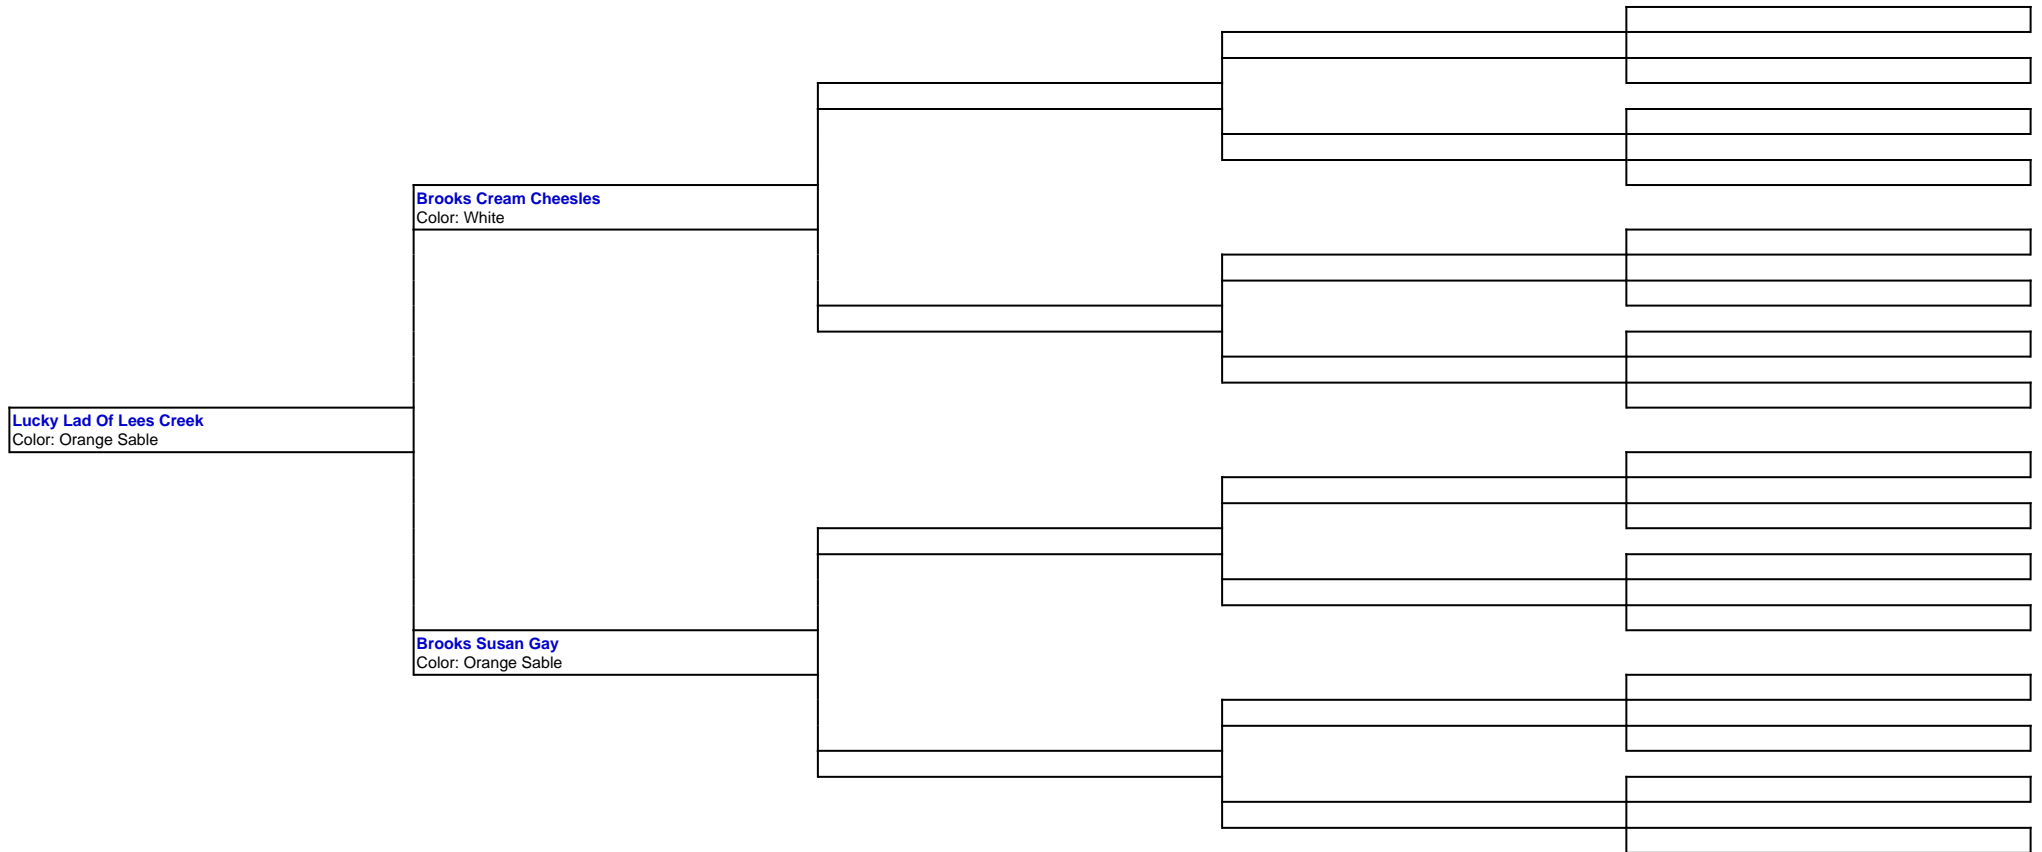 Brooks Cream Cheesles
Color: White
Lucky Lad Of Lees Creek
Color: Orange Sable
Brooks Susan Gay
Color: Orange Sable